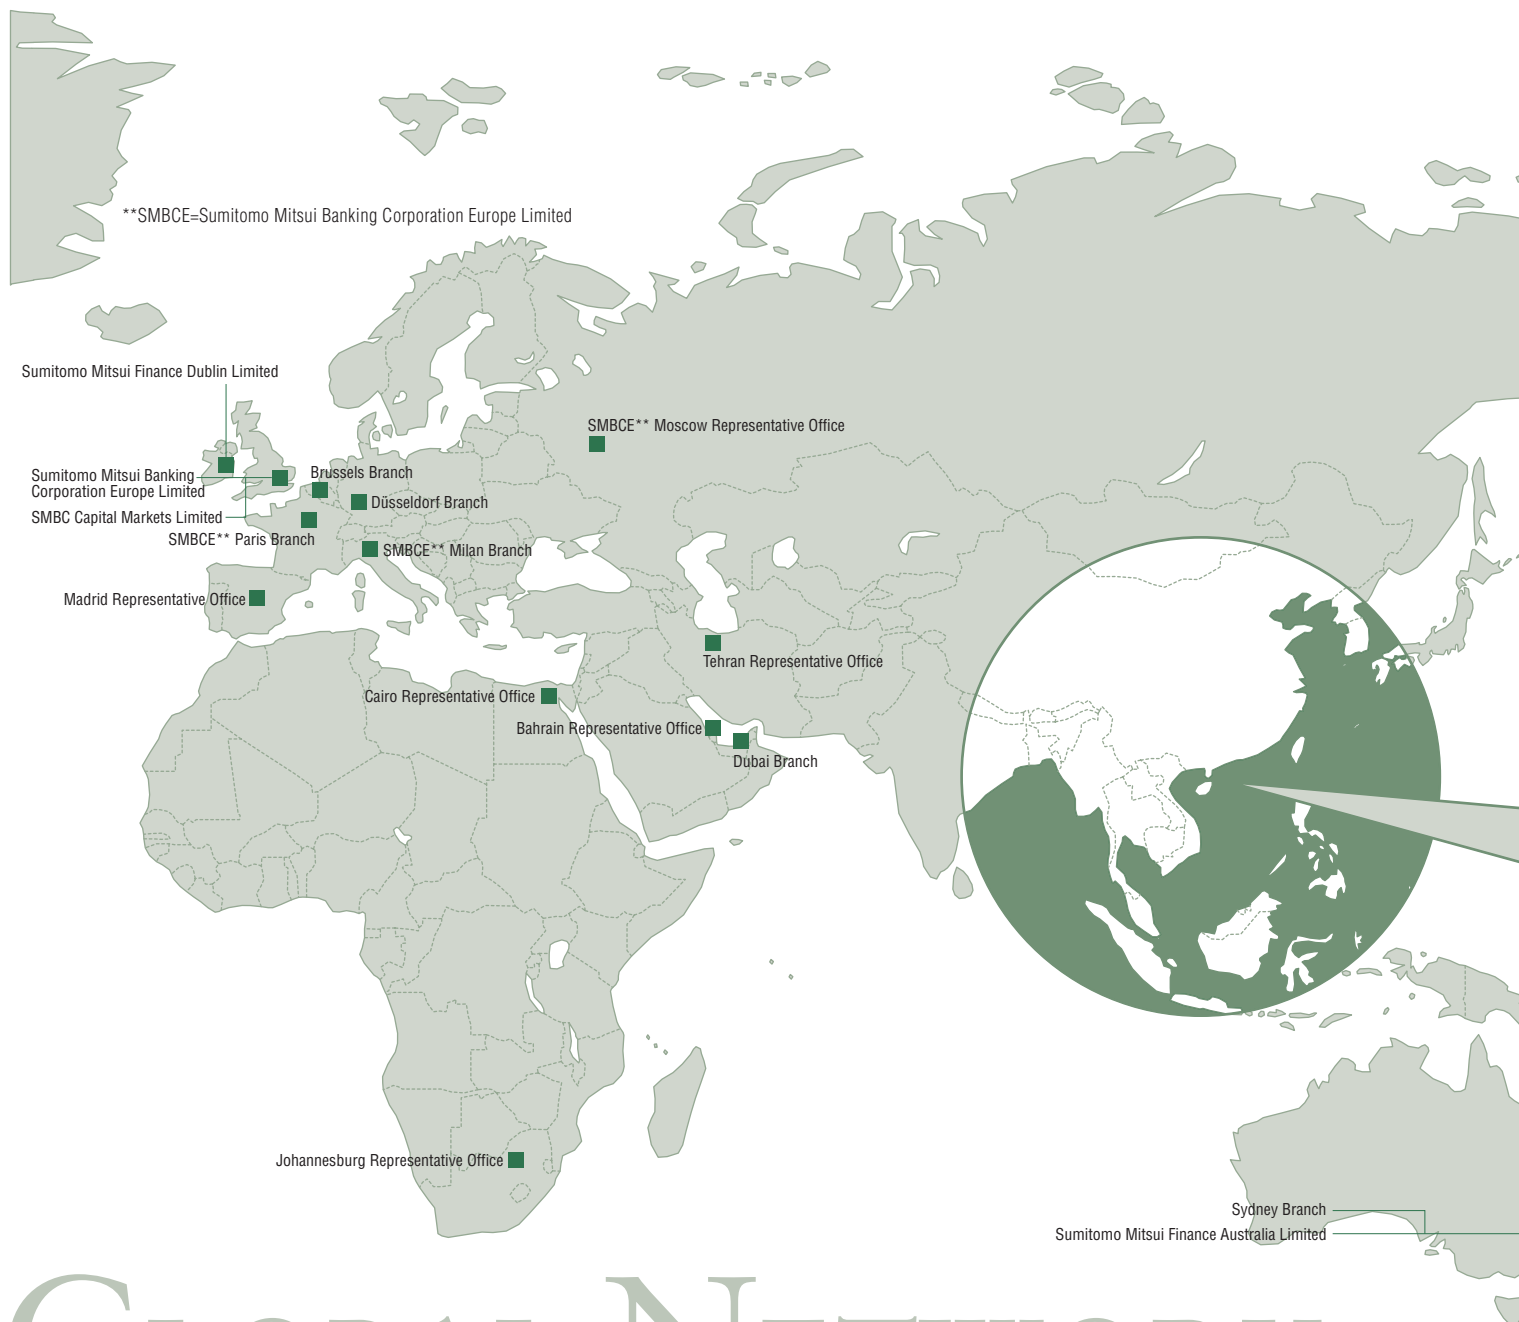 **SMBCE=Sumitomo Mitsui Banking Corporation Europe Limited
Sumitomo Mitsui Finance Dublin Limited
SMBCE** Moscow Representative Office
Sumitomo Mitsui Banking
Corporation Europe Limited
Brussels Branch
Düsseldorf Branch
SMBC Capital Markets Limited
SMBCE** Paris Branch
SMBCE** Milan Branch
Madrid Representative Office
Tehran Representative Office
Cairo Representative Office
Bahrain Representative Office
Dubai Branch
Johannesburg Representative Office
Sydney Branch
Sumitomo Mitsui Finance Australia Limited
GLOBAL NETWORK